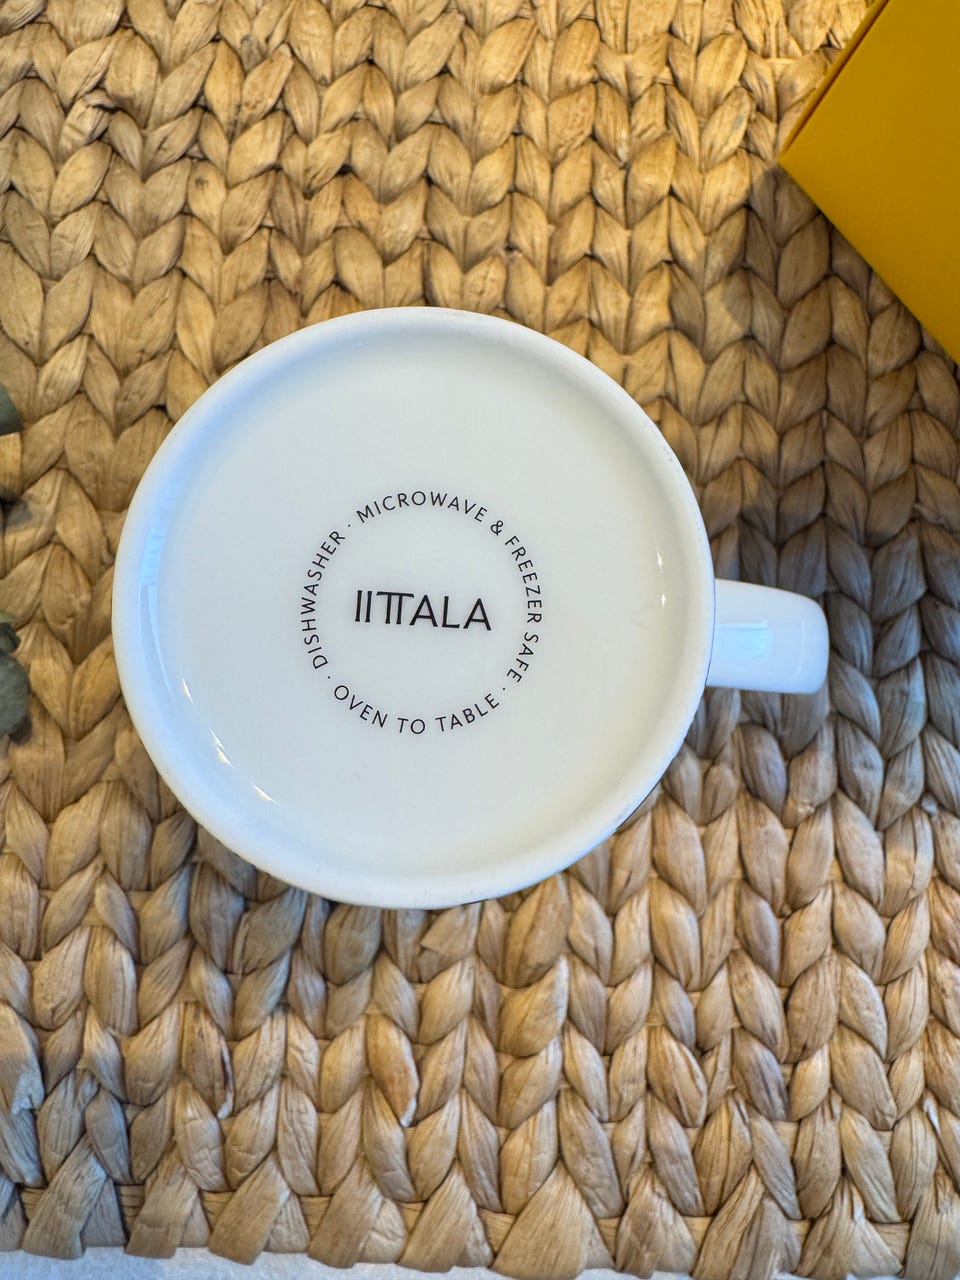 DISHWASHER · MICROWAVE & FREEZER SAFE · OVEN TO TABLE ·
IITTALA